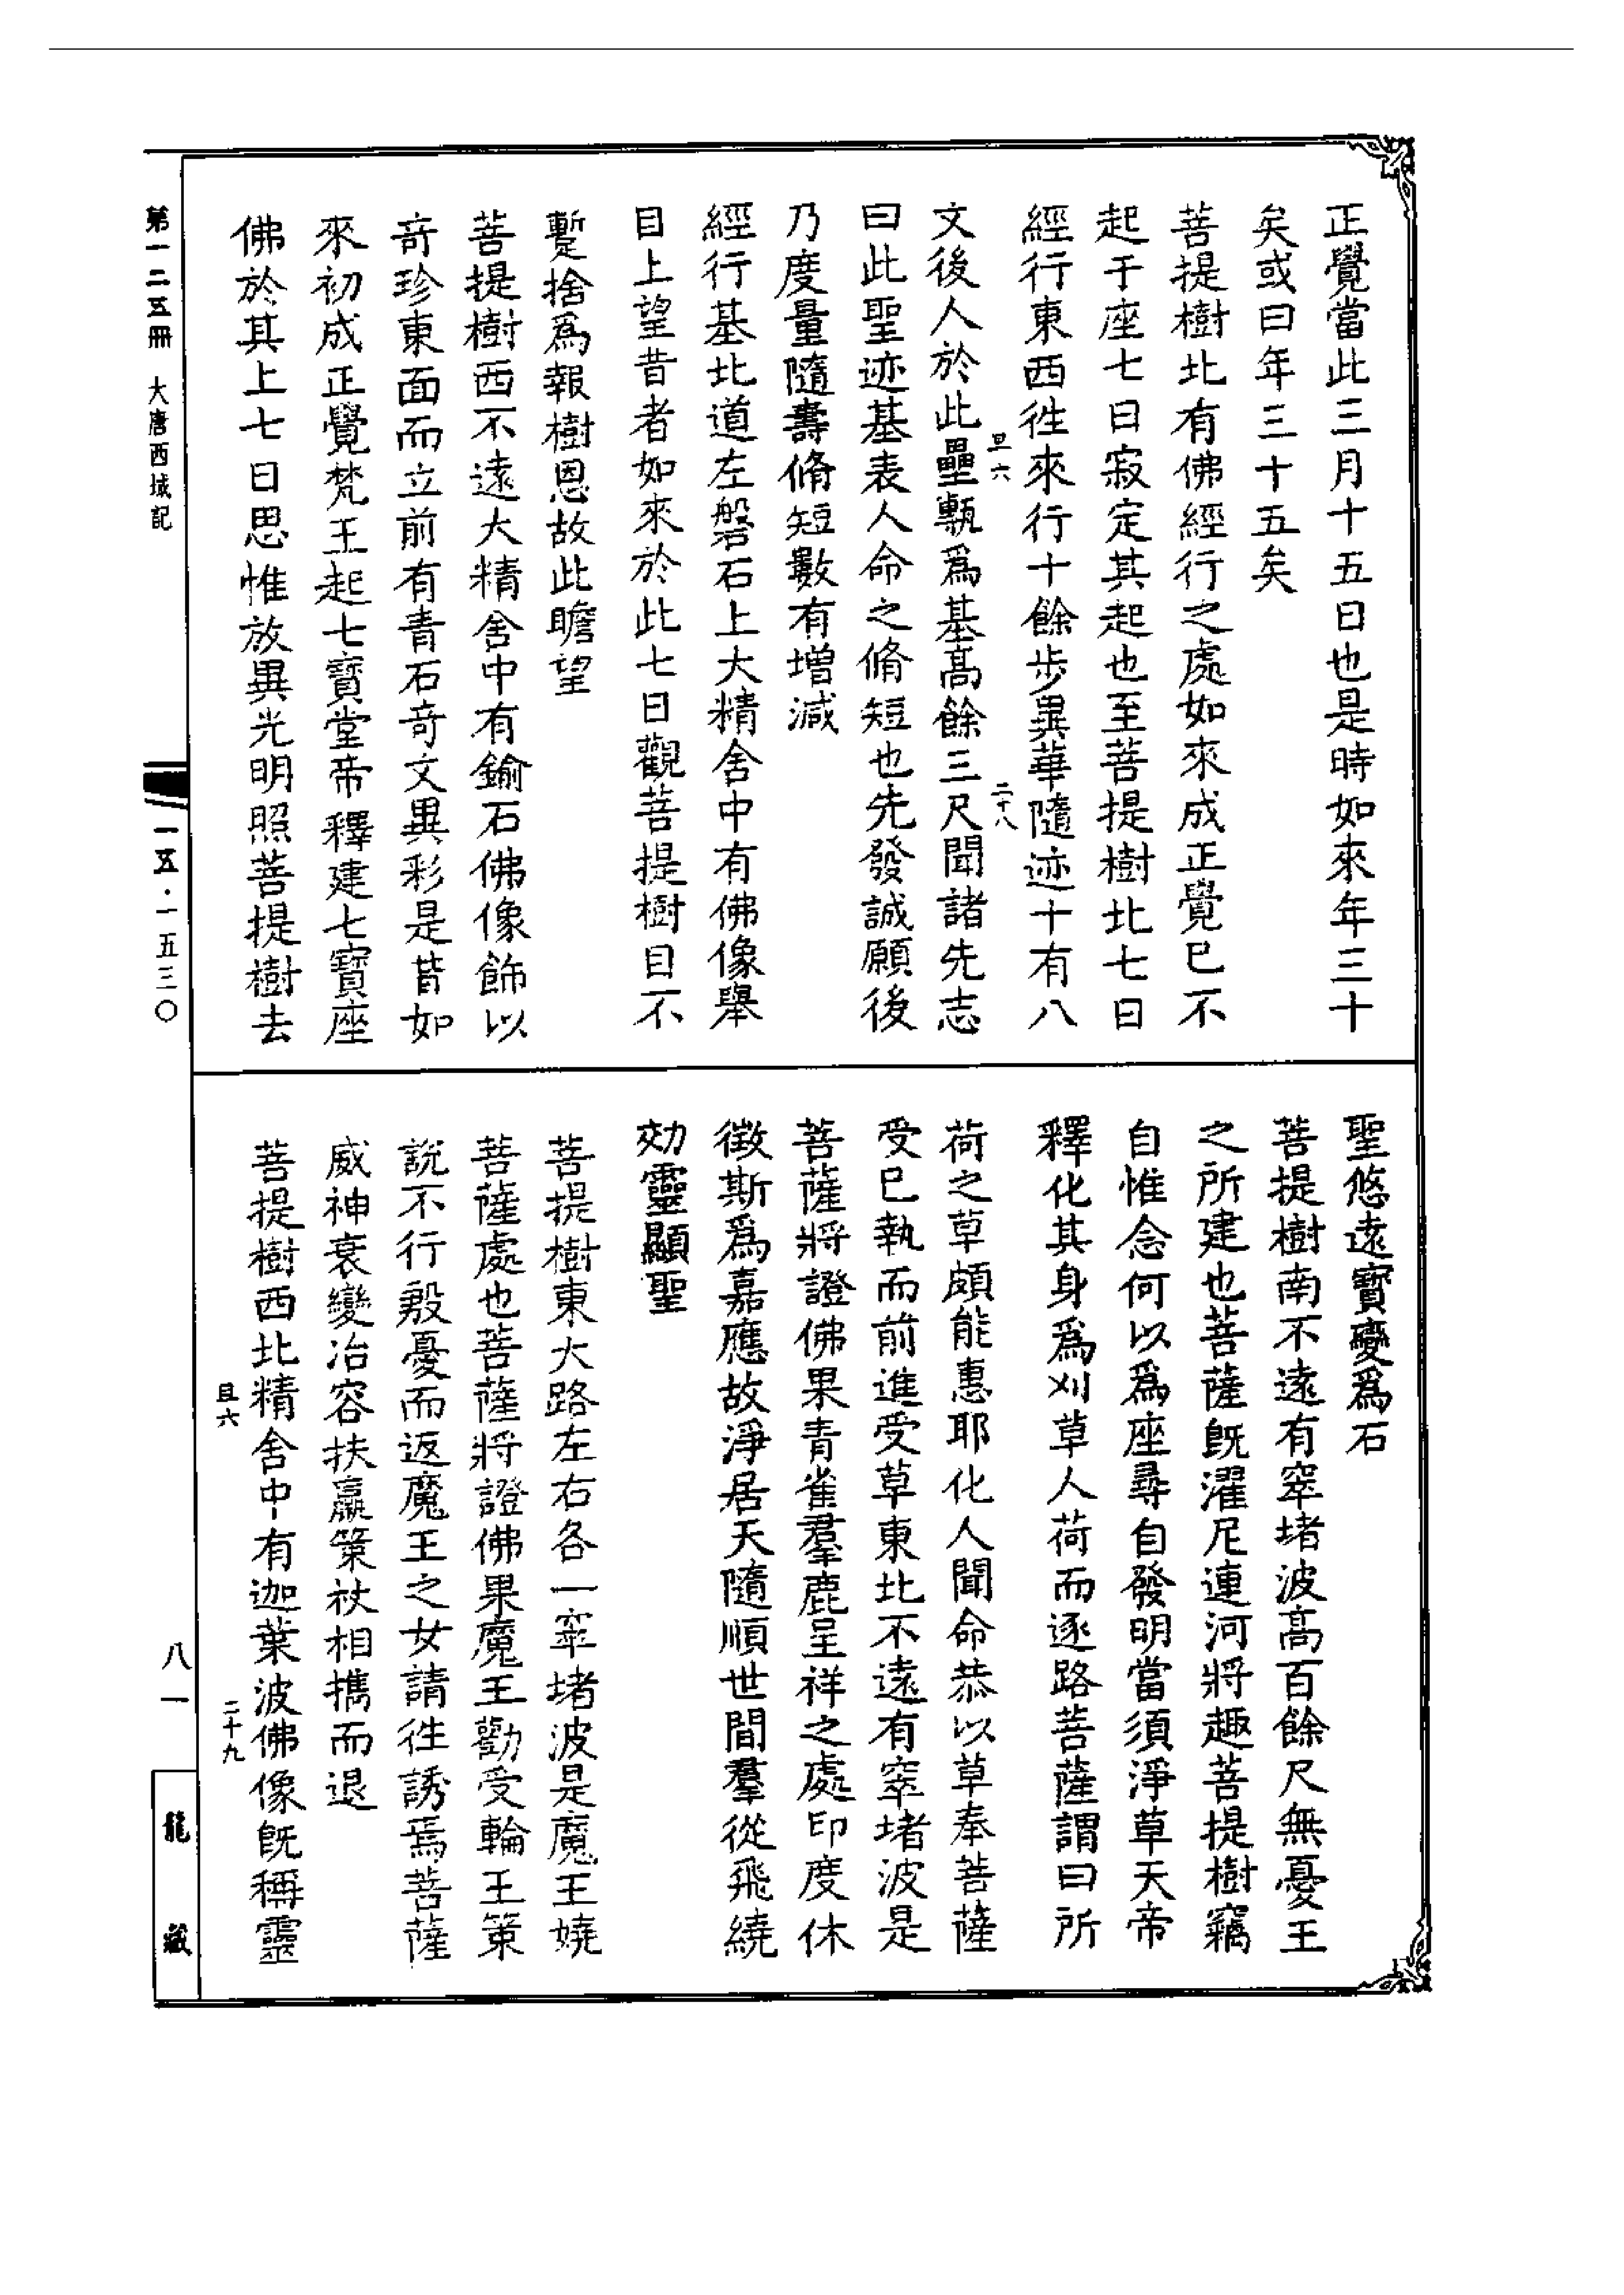 正覺當此三月十五日也是時如來年三十
矣或曰年三十五矣
菩提樹北有佛經行之處如來成正覺已不
起于座七日寂定其起也至菩提樹北七日
經行東西徃來行十餘步異華隨迹十有八
旦六
二十八
文後人於此壘甎爲基高餘三尺聞諸先志
曰此聖迹基表人命之脩短也先發誠願後
乃度量隨壽脩短數有增減
經行基北道左磐石上大精舍中有佛像舉
目上望昔者如來於此七日觀菩提樹目不
蹔捨爲報樹恩故此瞻望
菩提樹西不遠大精舍中有鍮石佛像飾以
奇珍東面而立前有青石奇文異彩是昔如
來初成正覺梵王起七寶堂帝釋建七寶座
佛於其上七日思惟放異光明照菩提樹去
聖悠遠寶變爲石
菩提樹南不遠有窣堵波高百餘尺無憂王
之所建也菩薩旣濯尼連河將趣菩提樹竊
自惟念何以爲座尋自發明當須淨草天帝
釋化其身爲刈草人荷而逐路菩薩謂曰所
荷之草頗能惠耶化人聞命恭以草奉菩薩
受已執而前進受草東北不遠有窣堵波是
菩薩將證佛果青雀羣鹿呈祥之處印度休
徵斯爲嘉應故淨居天隨順世間羣從飛繞
効靈顯聖
菩提樹東大路左右各一窣堵波是魔王嬈
菩薩處也菩薩將證佛果魔王勸受輪王策
說不行殷憂而返魔王之女請徃誘焉菩薩
威神衰變冶容扶羸策杖相攜而退
菩提樹西北精舍中有迦葉波佛像旣稱靈
且六
二十九
第一二五冊 大唐西域記
一五·一五三〇
八一
龍藏